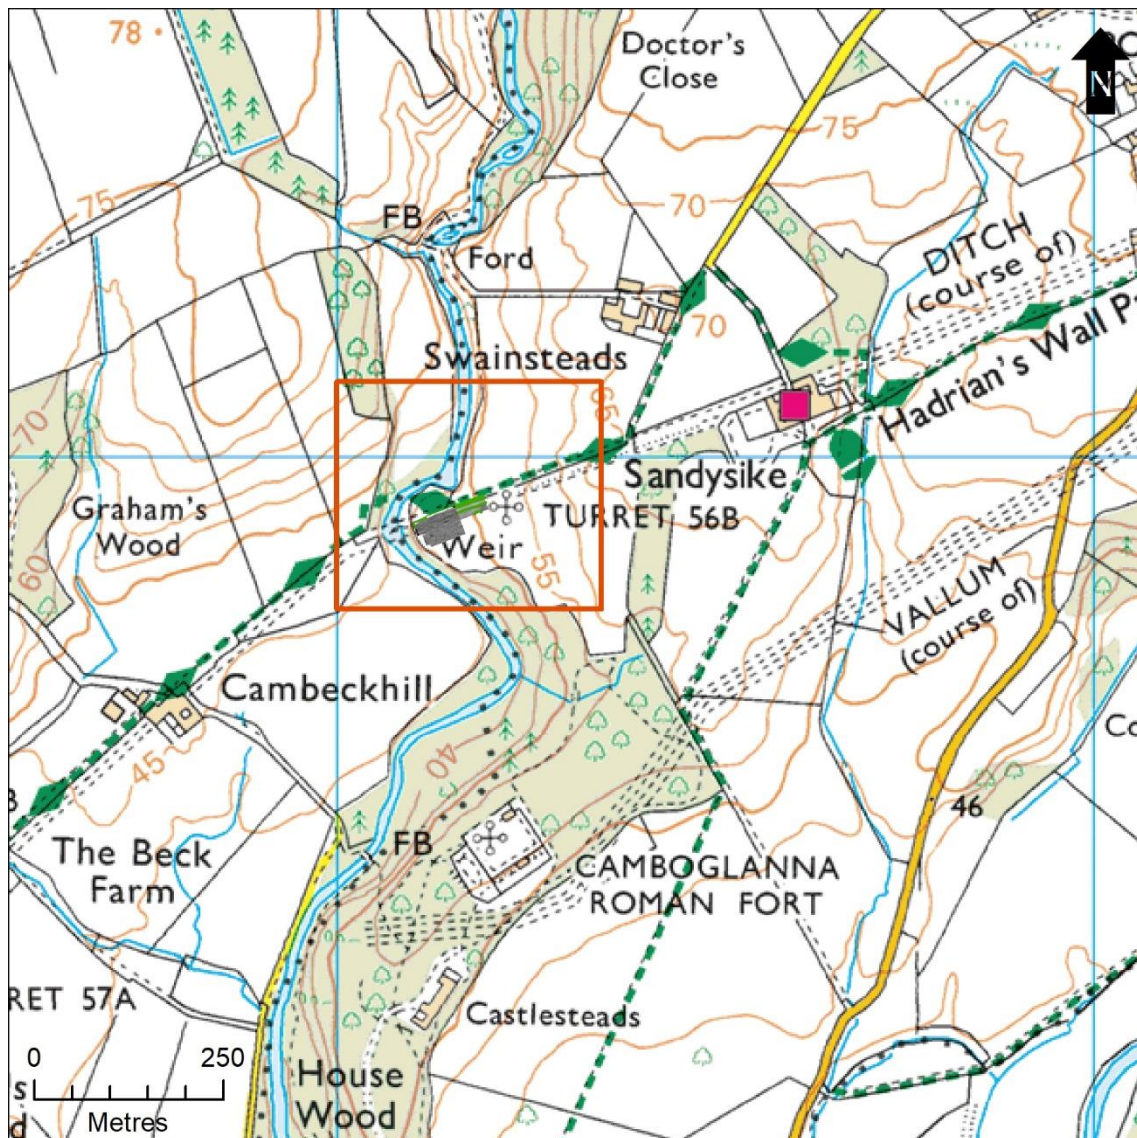 78
Doctor's
Close
N
75
75
70
FB
Ford
DITCH
(course of)
70
Hadrian's Wall
Swainsteads
65
70
Sandysike
Graham's
Wood
TURRET 56B
Weir
60
55
VALLUM
(course of)
Cambeckhill
40
45
46
The Beck
Farm
FB
CAMBOGLANNA
ROMAN FORT
RET 57A
Castlesteads
0 250
Metres
House
Wood